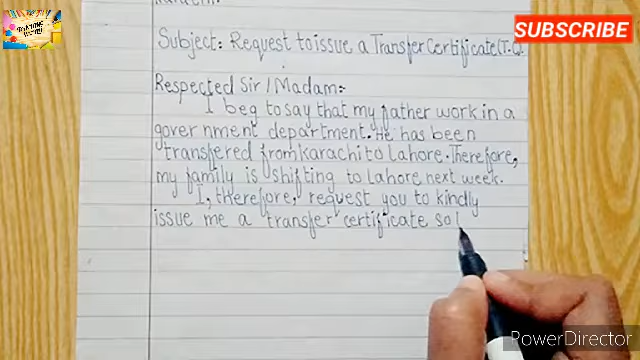 SUBSCRIBE
Subject: Request to issue a Transfer Certificate (T.C).
Respected Sir / Madam:-
I beg to say that my father work in a
government department. He has been
transfered from karachi to Lahore. Therefore,
my family is shifting to Lahore next week.
I, therefore, request you to kindly
issue me a transfer certificate so I
PowerDirector